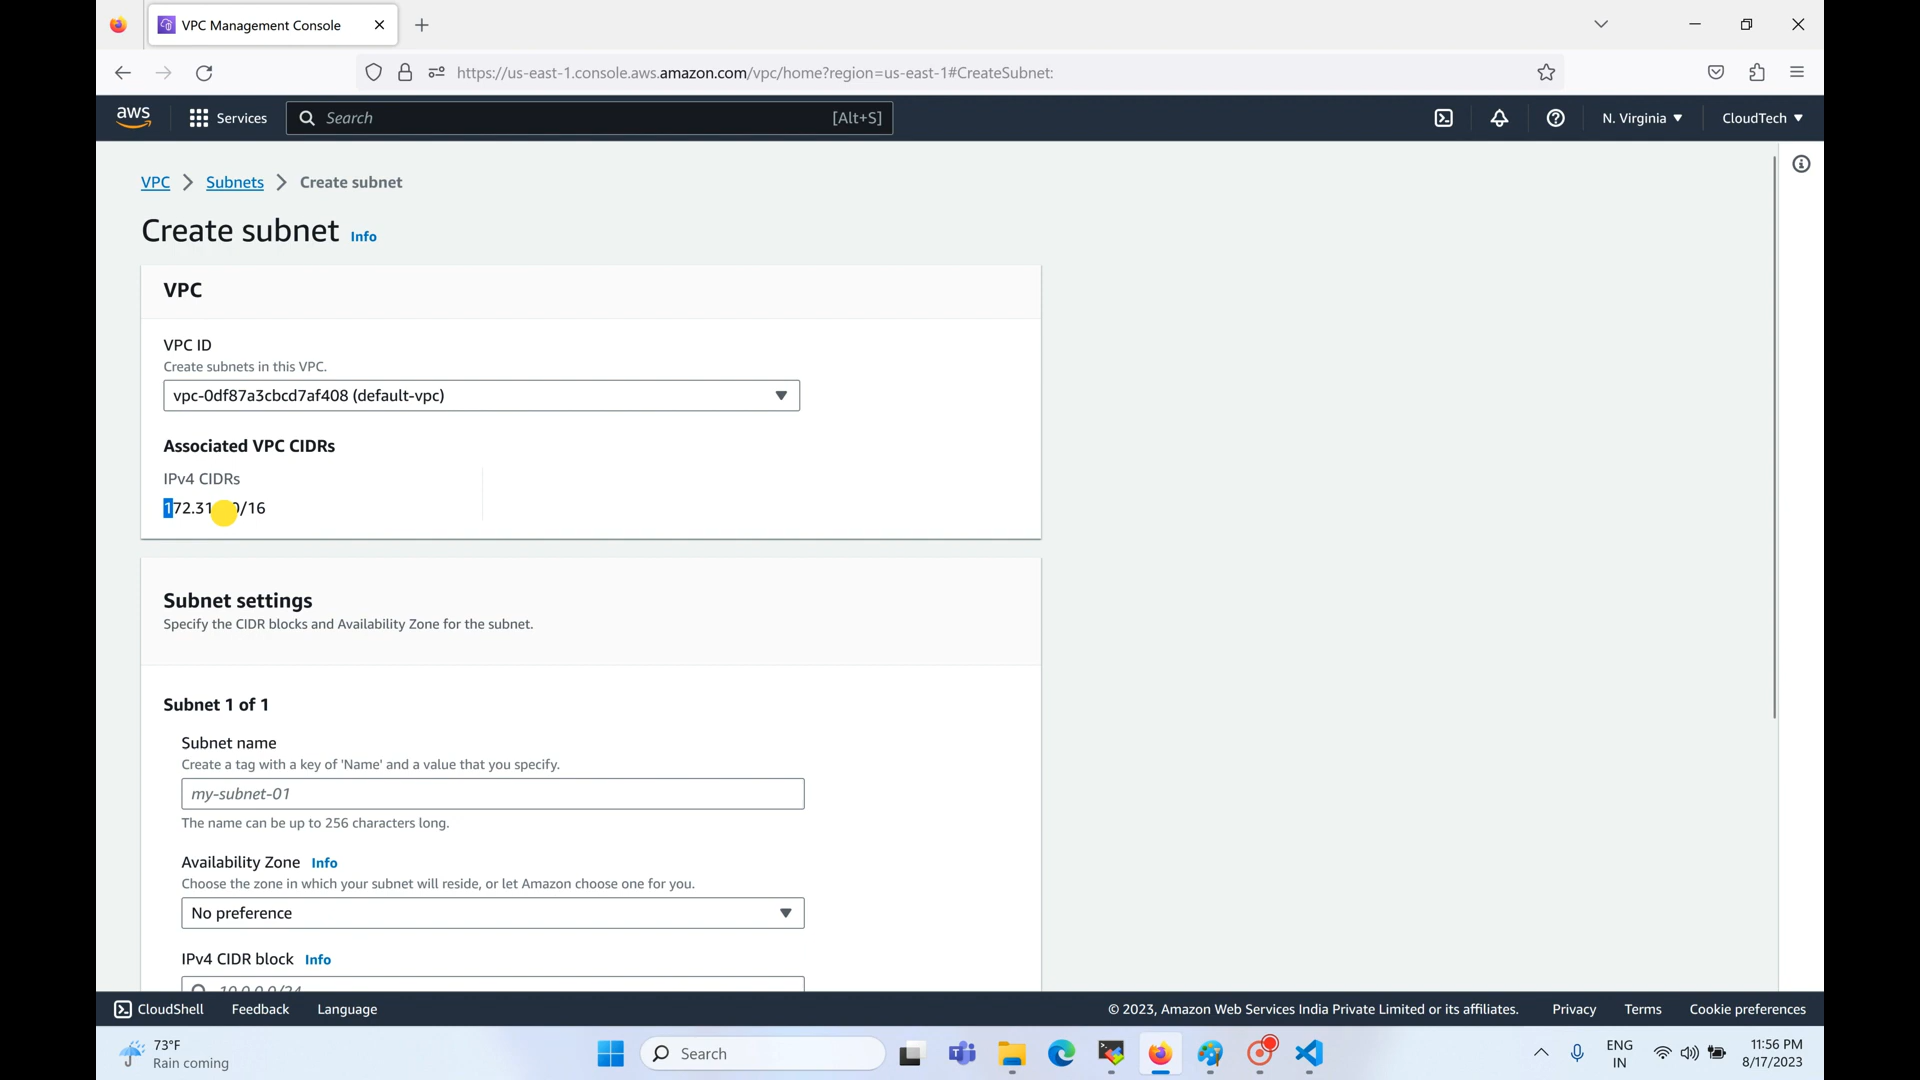 VPC Management Console
https://us-east-1.console.aws.amazon.com/vpc/home?region=us-east-1#CreateSubnet:
aws
Services
Search
[Alt+S]
N. Virginia
CloudTech
VPC
Subnets
Create subnet
Create subnet
Info
VPC
VPC ID
Create subnets in this VPC.
vpc-0df87a3cbcd7af408 (default-vpc)
Associated VPC CIDRs
IPv4 CIDRs
Subnet settings
Specify the CIDR blocks and Availability Zone for the subnet.
Subnet 1 of 1
Subnet name
Create a tag with a key of 'Name' and a value that you specify.
my-subnet-01
The name can be up to 256 characters long.
Availability Zone
Info
Choose the zone in which your subnet will reside, or let Amazon choose one for you.
No preference
IPv4 CIDR block
Info
10.0.0.0/24
CloudShell
Feedback
Language
© 2023, Amazon Web Services India Private Limited or its affiliates.
Privacy
Terms
Cookie preferences
73°F
Rain coming
Search
ENG
IN
11:56 PM
8/17/2023